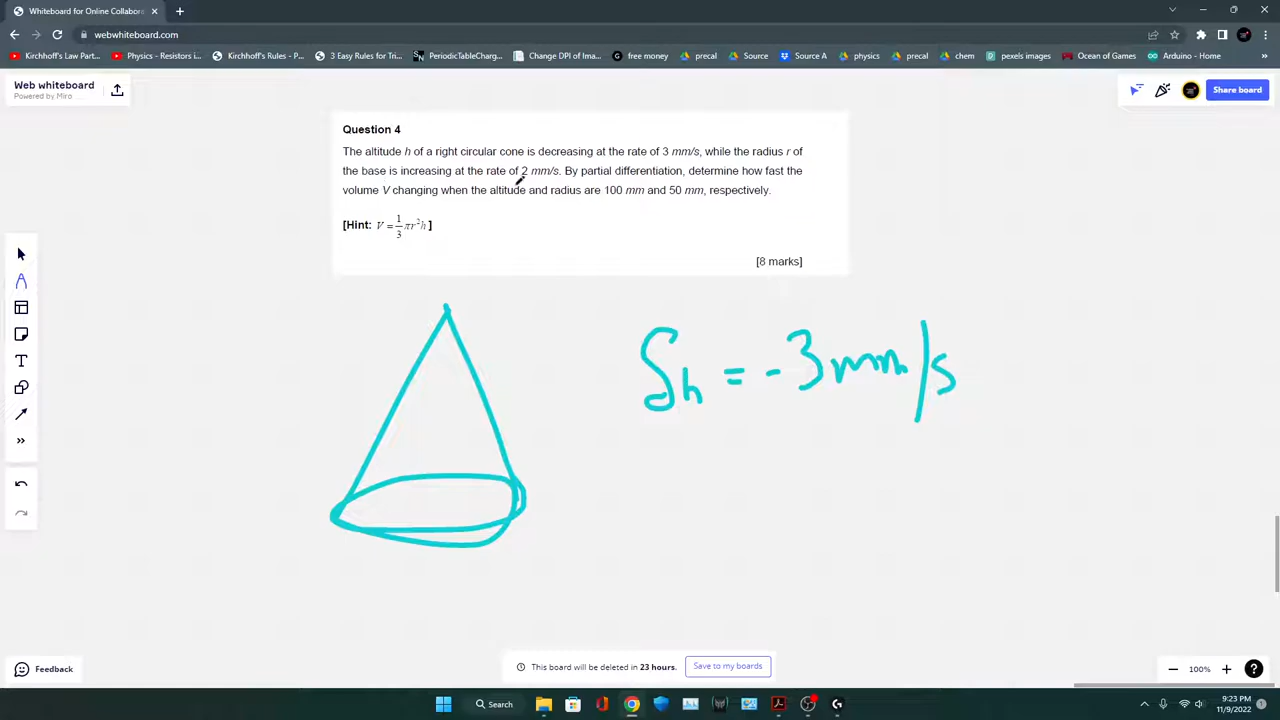 Whiteboard for Online Collabora
webwhiteboard.com
Kirchhoff's Law Part...
Physics - Resistors i...
Kirchhoff's Rules - P...
3 Easy Rules for Tri...
PeriodicTableCharg...
Change DPI of Ima...
free money
precal
Source
Source A
physics
precal
chem
pexels images
Ocean of Games
Arduino - Home
Web whiteboard
Powered by Miro
Share board
Question 4
The altitude h of a right circular cone is decreasing at the rate of 3 mm/s, while the radius r of
the base is increasing at the rate of 2 mm/s. By partial differentiation, determine how fast the
volume V changing when the altitude and radius are 100 mm and 50 mm, respectively.
[Hint: V = 1/3 πr²h ]
[8 marks]
δh = -3mm/s
Feedback
This board will be deleted in 23 hours.
Save to my boards
100%
Search
9:23 PM
11/9/2022